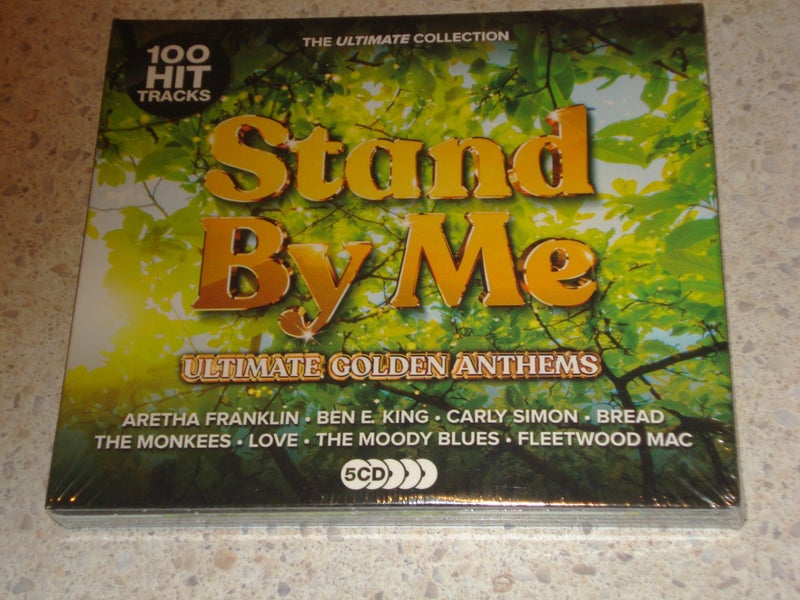 THE ULTIMATE COLLECTION
100
HIT
TRACKS
Stand
By Me
ULTIMATE GOLDEN ANTHEMS
ARETHA FRANKLIN • BEN E. KING • CARLY SIMON • BREAD
THE MONKEES • LOVE • THE MOODY BLUES • FLEETWOOD MAC
5CD